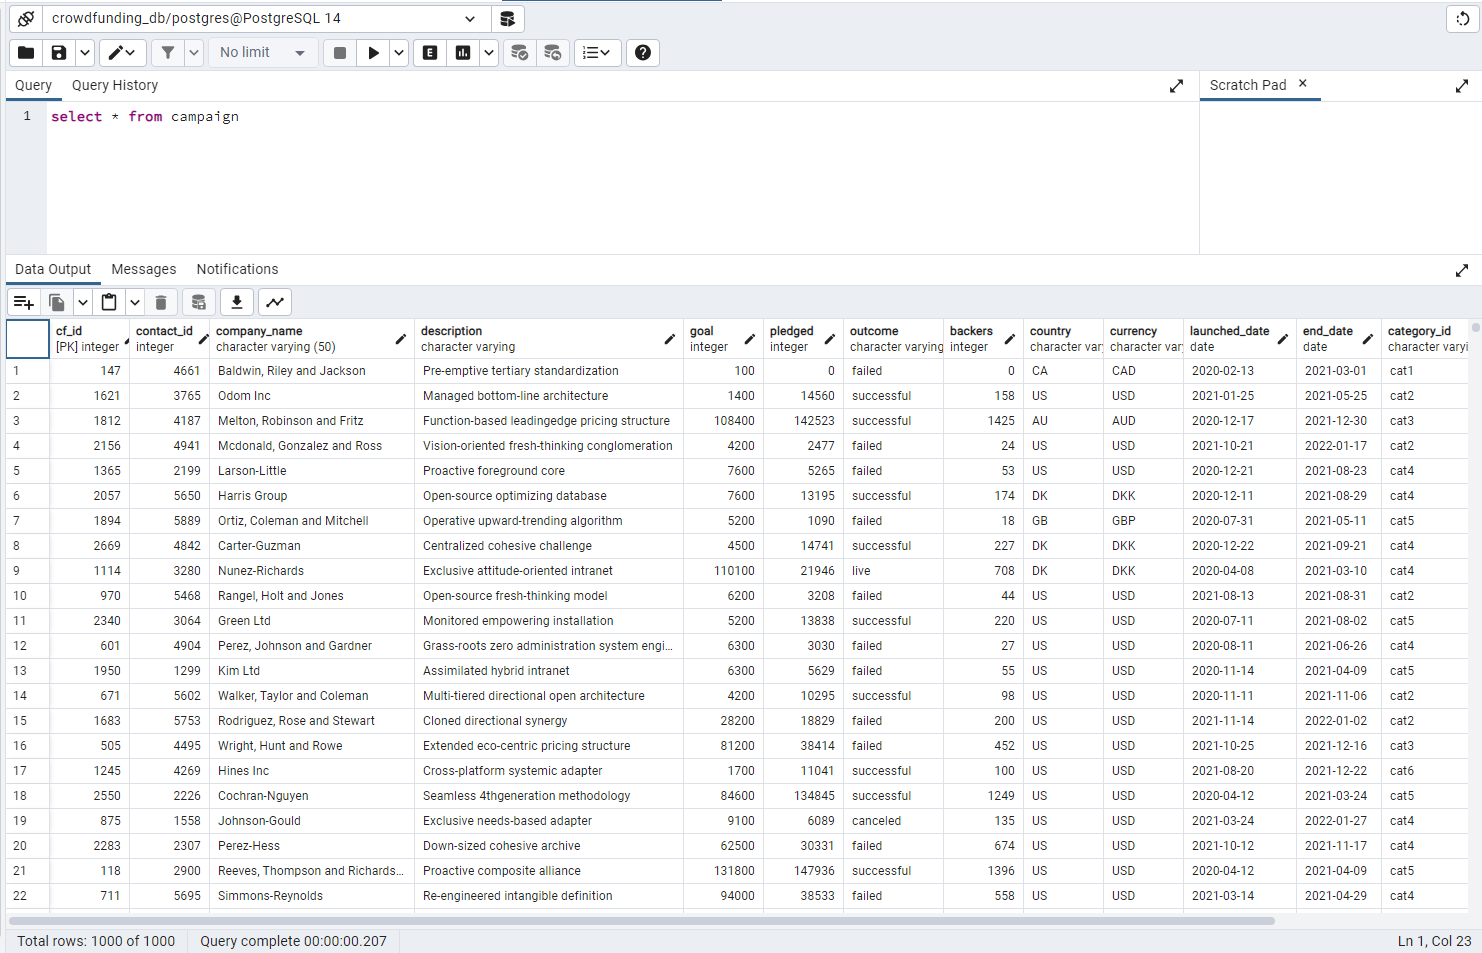 crowdfunding_db/postgres@PostgreSQL 14
No limit
E
Query Query History
Scratch Pad ×
1 select * from campaign
Data Output Messages Notifications
cf_id contact_id company_name description goal pledged outcome backers country currency launched_date end_date category_id
[PK] integer integer character varying (50) character varying integer integer character varying integer character var character var date date character varyi
1 147 4661 Baldwin, Riley and Jackson Pre-emptive tertiary standardization 100 0 failed 0 CA CAD 2020-02-13 2021-03-01 cat1
2 1621 3765 Odom Inc Managed bottom-line architecture 1400 14560 successful 158 US USD 2021-01-25 2021-05-25 cat2
3 1812 4187 Melton, Robinson and Fritz Function-based leadingedge pricing structure 108400 142523 successful 1425 AU AUD 2020-12-17 2021-12-30 cat3
4 2156 4941 Mcdonald, Gonzalez and Ross Vision-oriented fresh-thinking conglomeration 4200 2477 failed 24 US USD 2021-10-21 2022-01-17 cat2
5 1365 2199 Larson-Little Proactive foreground core 7600 5265 failed 53 US USD 2020-12-21 2021-08-23 cat4
6 2057 5650 Harris Group Open-source optimizing database 7600 13195 successful 174 DK DKK 2020-12-11 2021-08-29 cat4
7 1894 5889 Ortiz, Coleman and Mitchell Operative upward-trending algorithm 5200 1090 failed 18 GB GBP 2020-07-31 2021-05-11 cat5
8 2669 4842 Carter-Guzman Centralized cohesive challenge 4500 14741 successful 227 DK DKK 2020-12-22 2021-09-21 cat4
9 1114 3280 Nunez-Richards Exclusive attitude-oriented intranet 110100 21946 live 708 DK DKK 2020-04-08 2021-03-10 cat4
10 970 5468 Rangel, Holt and Jones Open-source fresh-thinking model 6200 3208 failed 44 US USD 2021-08-13 2021-08-31 cat2
11 2340 3064 Green Ltd Monitored empowering installation 5200 13838 successful 220 US USD 2020-07-11 2021-08-02 cat5
12 601 4904 Perez, Johnson and Gardner Grass-roots zero administration system engi... 6300 3030 failed 27 US USD 2020-08-11 2021-06-26 cat4
13 1950 1299 Kim Ltd Assimilated hybrid intranet 6300 5629 failed 55 US USD 2020-11-14 2021-04-09 cat5
14 671 5602 Walker, Taylor and Coleman Multi-tiered directional open architecture 4200 10295 successful 98 US USD 2020-11-11 2021-11-06 cat2
15 1683 5753 Rodriguez, Rose and Stewart Cloned directional synergy 28200 18829 failed 200 US USD 2021-11-14 2022-01-02 cat2
16 505 4495 Wright, Hunt and Rowe Extended eco-centric pricing structure 81200 38414 failed 452 US USD 2021-10-25 2021-12-16 cat3
17 1245 4269 Hines Inc Cross-platform systemic adapter 1700 11041 successful 100 US USD 2021-08-20 2021-12-22 cat6
18 2550 2226 Cochran-Nguyen Seamless 4thgeneration methodology 84600 134845 successful 1249 US USD 2020-04-12 2021-03-24 cat5
19 875 1558 Johnson-Gould Exclusive needs-based adapter 9100 6089 canceled 135 US USD 2021-03-24 2022-01-27 cat4
20 2283 2307 Perez-Hess Down-sized cohesive archive 62500 30331 failed 674 US USD 2021-10-12 2021-11-17 cat4
21 118 2900 Reeves, Thompson and Richards... Proactive composite alliance 131800 147936 successful 1396 US USD 2020-04-12 2021-04-09 cat5
22 711 5695 Simmons-Reynolds Re-engineered intangible definition 94000 38533 failed 558 US USD 2021-03-14 2021-04-29 cat4
Total rows: 1000 of 1000 Query complete 00:00:00.207 Ln 1, Col 23